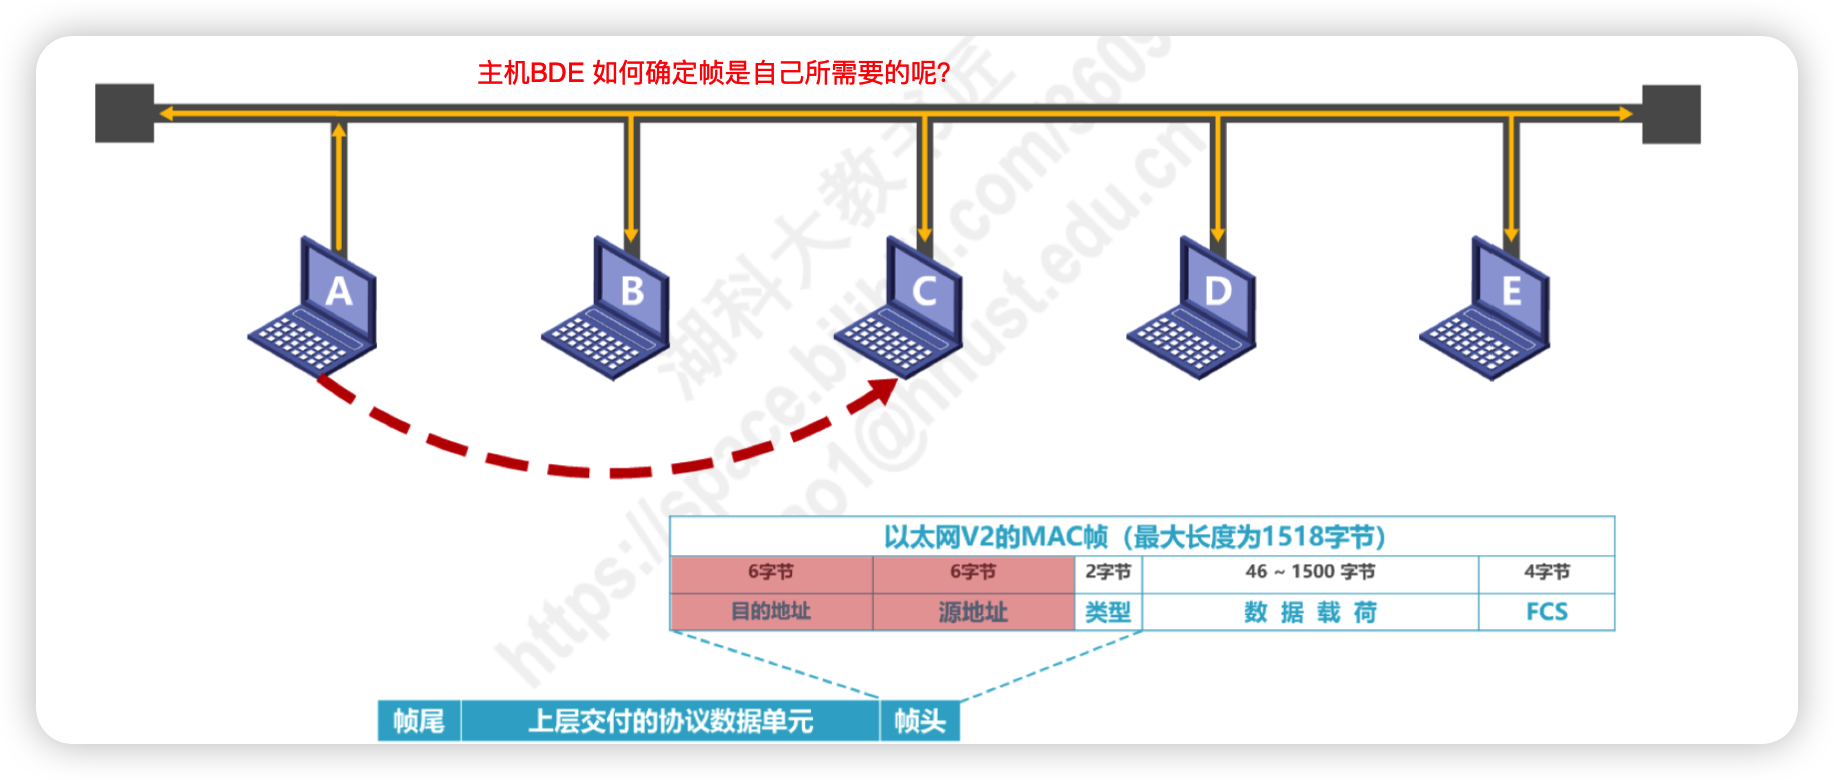 主机BDE 如何确定帧是自己所需要的呢?
A
B
C
D
E
湖科大教书匠
https://space.bilibili.com/3609
no1@hnust.edu.cn
以太网V2的MAC帧（最大长度为1518字节）
6字节 6字节 2字节 46 ~ 1500 字节 4字节
目的地址 源地址 类型 数 据 载 荷 FCS
帧尾 上层交付的协议数据单元 帧头